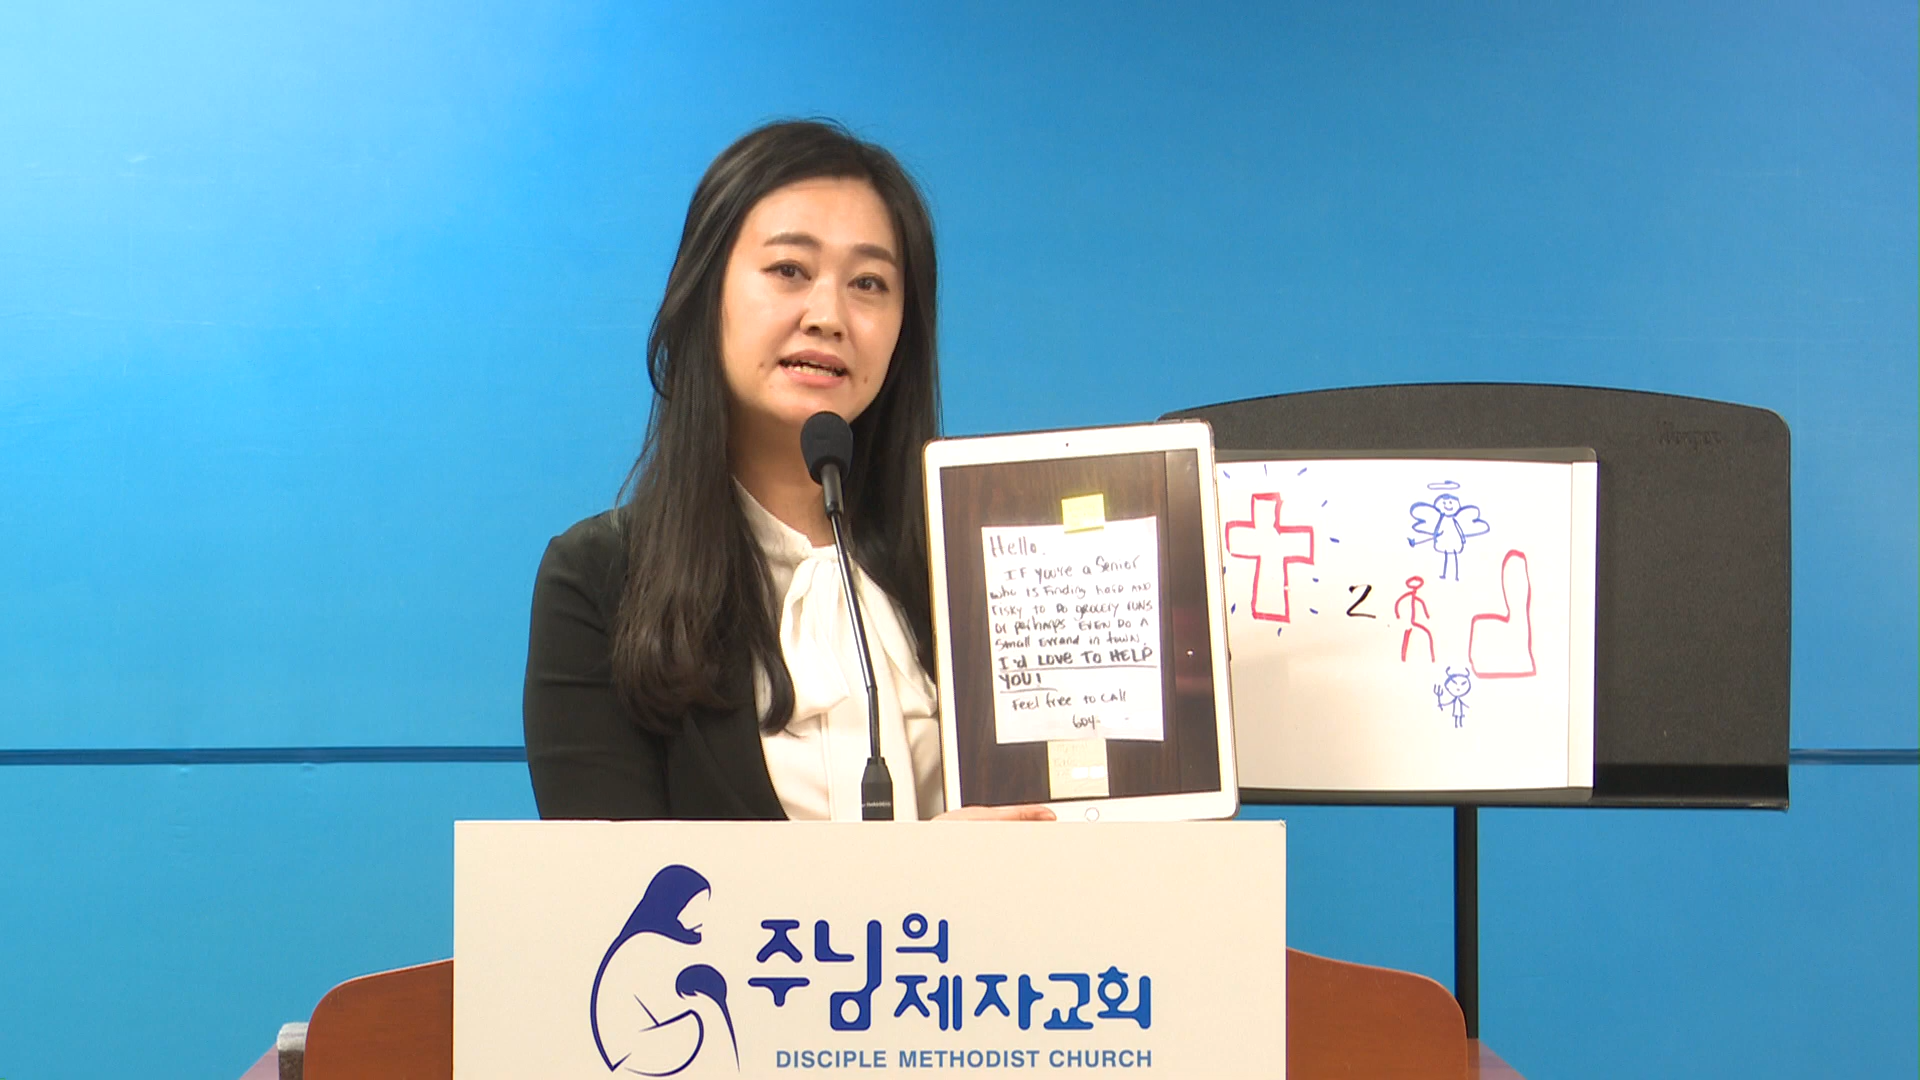 Hello.
IF you're a Senior
who IS Finding hard AND
risky to DO grocery runs
or perhaps EVEN DO A
Small Errand in town.
I'd LOVE TO HELP
YOU!
Feel free to call
604-
2
주님의
제자교회
DISCIPLE METHODIST CHURCH